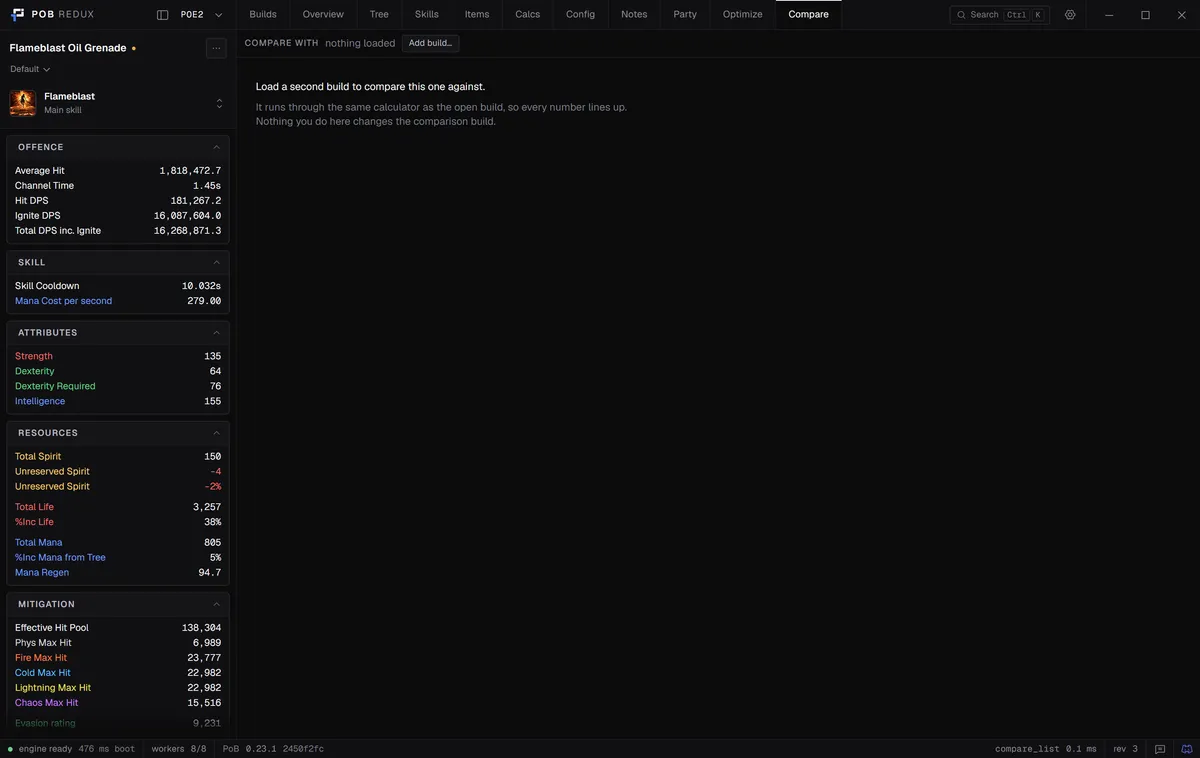 POB REDUX POE2 Builds Overview Tree Skills Items Calcs Config Notes Party Optimize Compare Search Ctrl K
Flameblast Oil Grenade
Default
Flameblast
Main skill
OFFENCE
Average Hit 1,818,472.7
Channel Time 1.45s
Hit DPS 181,267.2
Ignite DPS 16,087,604.0
Total DPS inc. Ignite 16,268,871.3
SKILL
Skill Cooldown 10.032s
Mana Cost per second 279.00
ATTRIBUTES
Strength 135
Dexterity 64
Dexterity Required 76
Intelligence 155
RESOURCES
Total Spirit 150
Unreserved Spirit -4
Unreserved Spirit -2%
Total Life 3,257
%Inc Life 38%
Total Mana 805
%Inc Mana from Tree 5%
Mana Regen 94.7
MITIGATION
Effective Hit Pool 138,304
Phys Max Hit 6,989
Fire Max Hit 23,777
Cold Max Hit 22,982
Lightning Max Hit 22,982
Chaos Max Hit 15,516
Evasion rating 9,231
COMPARE WITH nothing loaded Add build...
Load a second build to compare this one against.
It runs through the same calculator as the open build, so every number lines up.
Nothing you do here changes the comparison build.
engine ready 476 ms boot workers 8/8 PoB 0.23.1 2450f2fc compare_list 0.1 ms rev 3